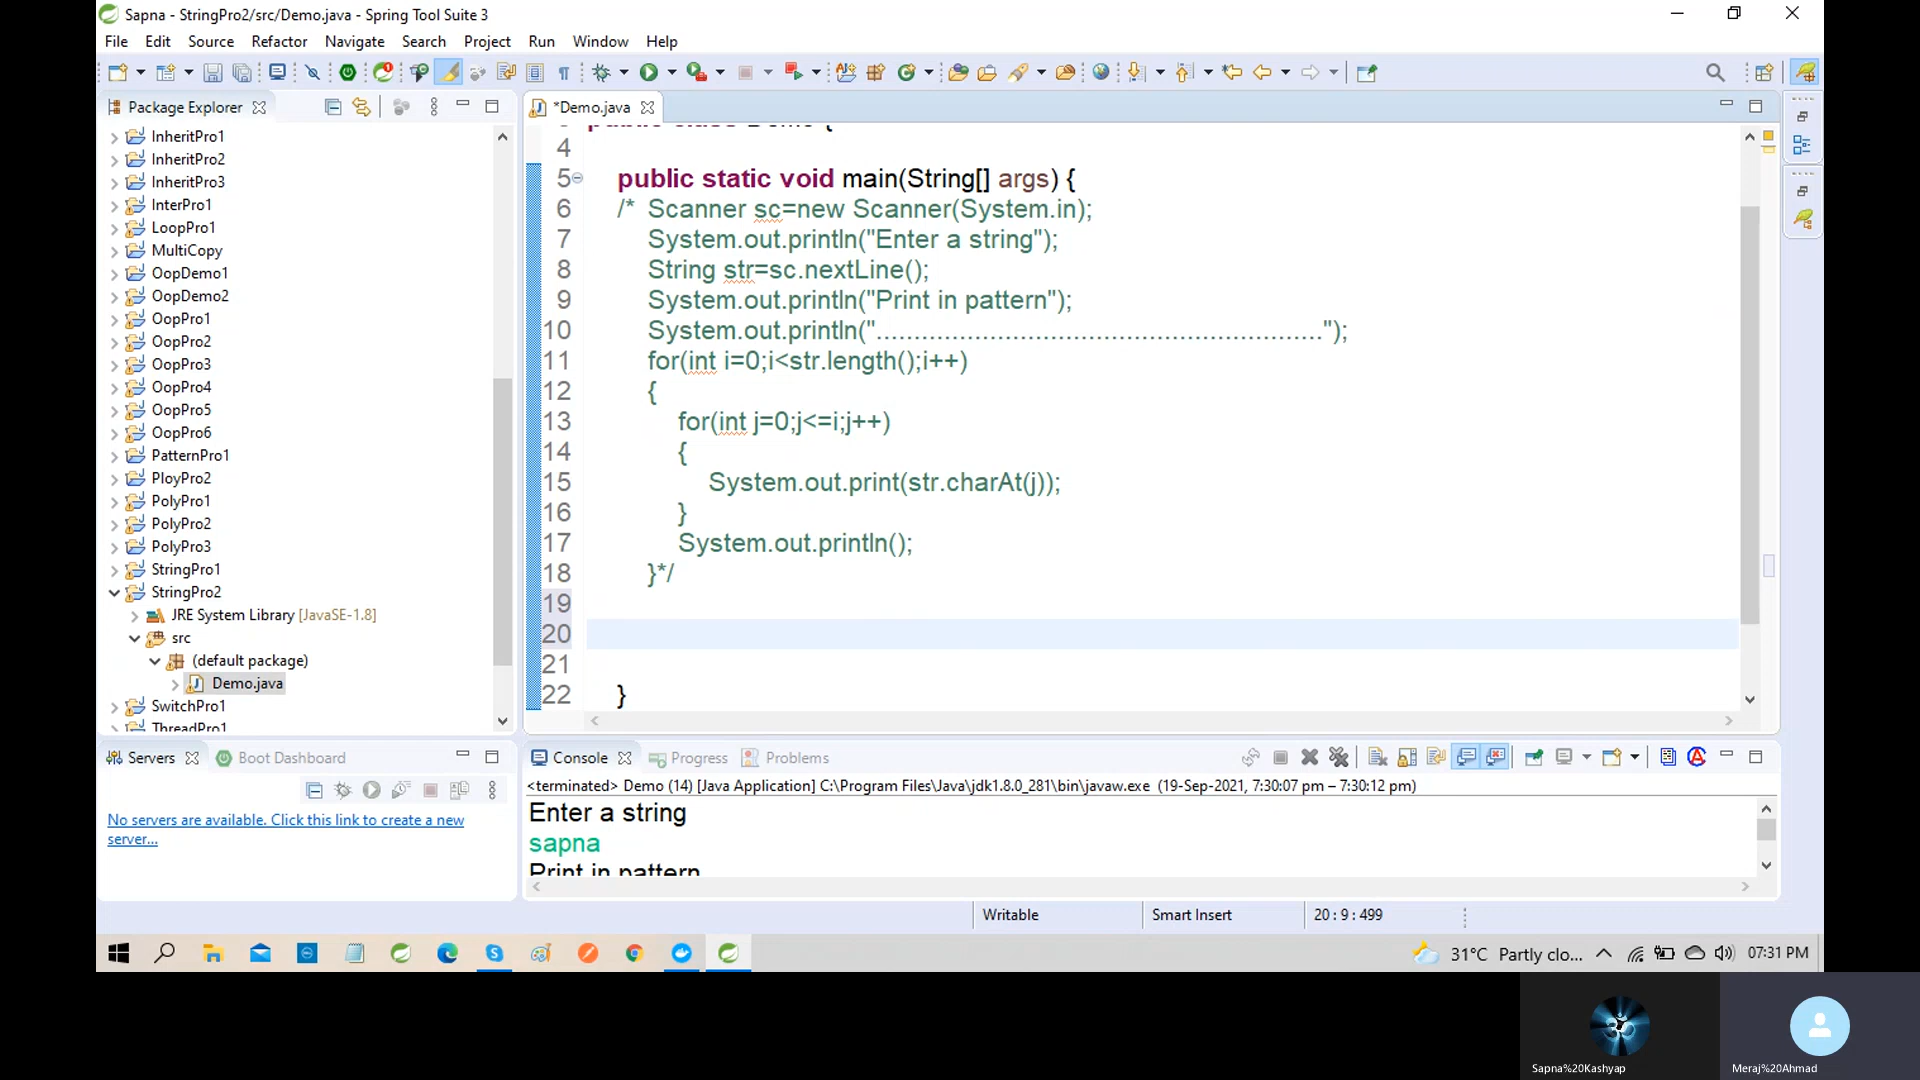 Sapna - StringPro2/src/Demo.java - Spring Tool Suite 3
File Edit Source Refactor Navigate Search Project Run Window Help
Package Explorer
InheritPro1
InheritPro2
InheritPro3
InterPro1
LoopPro1
MultiCopy
OopDemo1
OopDemo2
OopPro1
OopPro2
OopPro3
OopPro4
OopPro5
OopPro6
PatternPro1
PloyPro2
PolyPro1
PolyPro2
PolyPro3
StringPro1
StringPro2
JRE System Library [JavaSE-1.8]
src
(default package)
Demo.java
SwitchPro1
ThreadPro1
*Demo.java
public class Demo {
4
5 public static void main(String[] args) {
6 /* Scanner sc=new Scanner(System.in);
7 System.out.println("Enter a string");
8 String str=sc.nextLine();
9 System.out.println("Print in pattern");
10 System.out.println("...........................................................");
11 for(int i=0;i<str.length();i++)
12 {
13 for(int j=0;j<=i;j++)
14 {
15 System.out.print(str.charAt(j));
16 }
17 System.out.println();
18 }*/
19
20
21
22 }
Servers Boot Dashboard
No servers are available. Click this link to create a new
server...
Console Progress Problems
<terminated> Demo (14) [Java Application] C:\Program Files\Java\jdk1.8.0_281\bin\javaw.exe (19-Sep-2021, 7:30:07 pm – 7:30:12 pm)
Enter a string
sapna
Print in pattern
Writable Smart Insert 20 : 9 : 499
31°C Partly clo... 07:31 PM
Sapna%20Kashyap
Meraj%20Ahmad